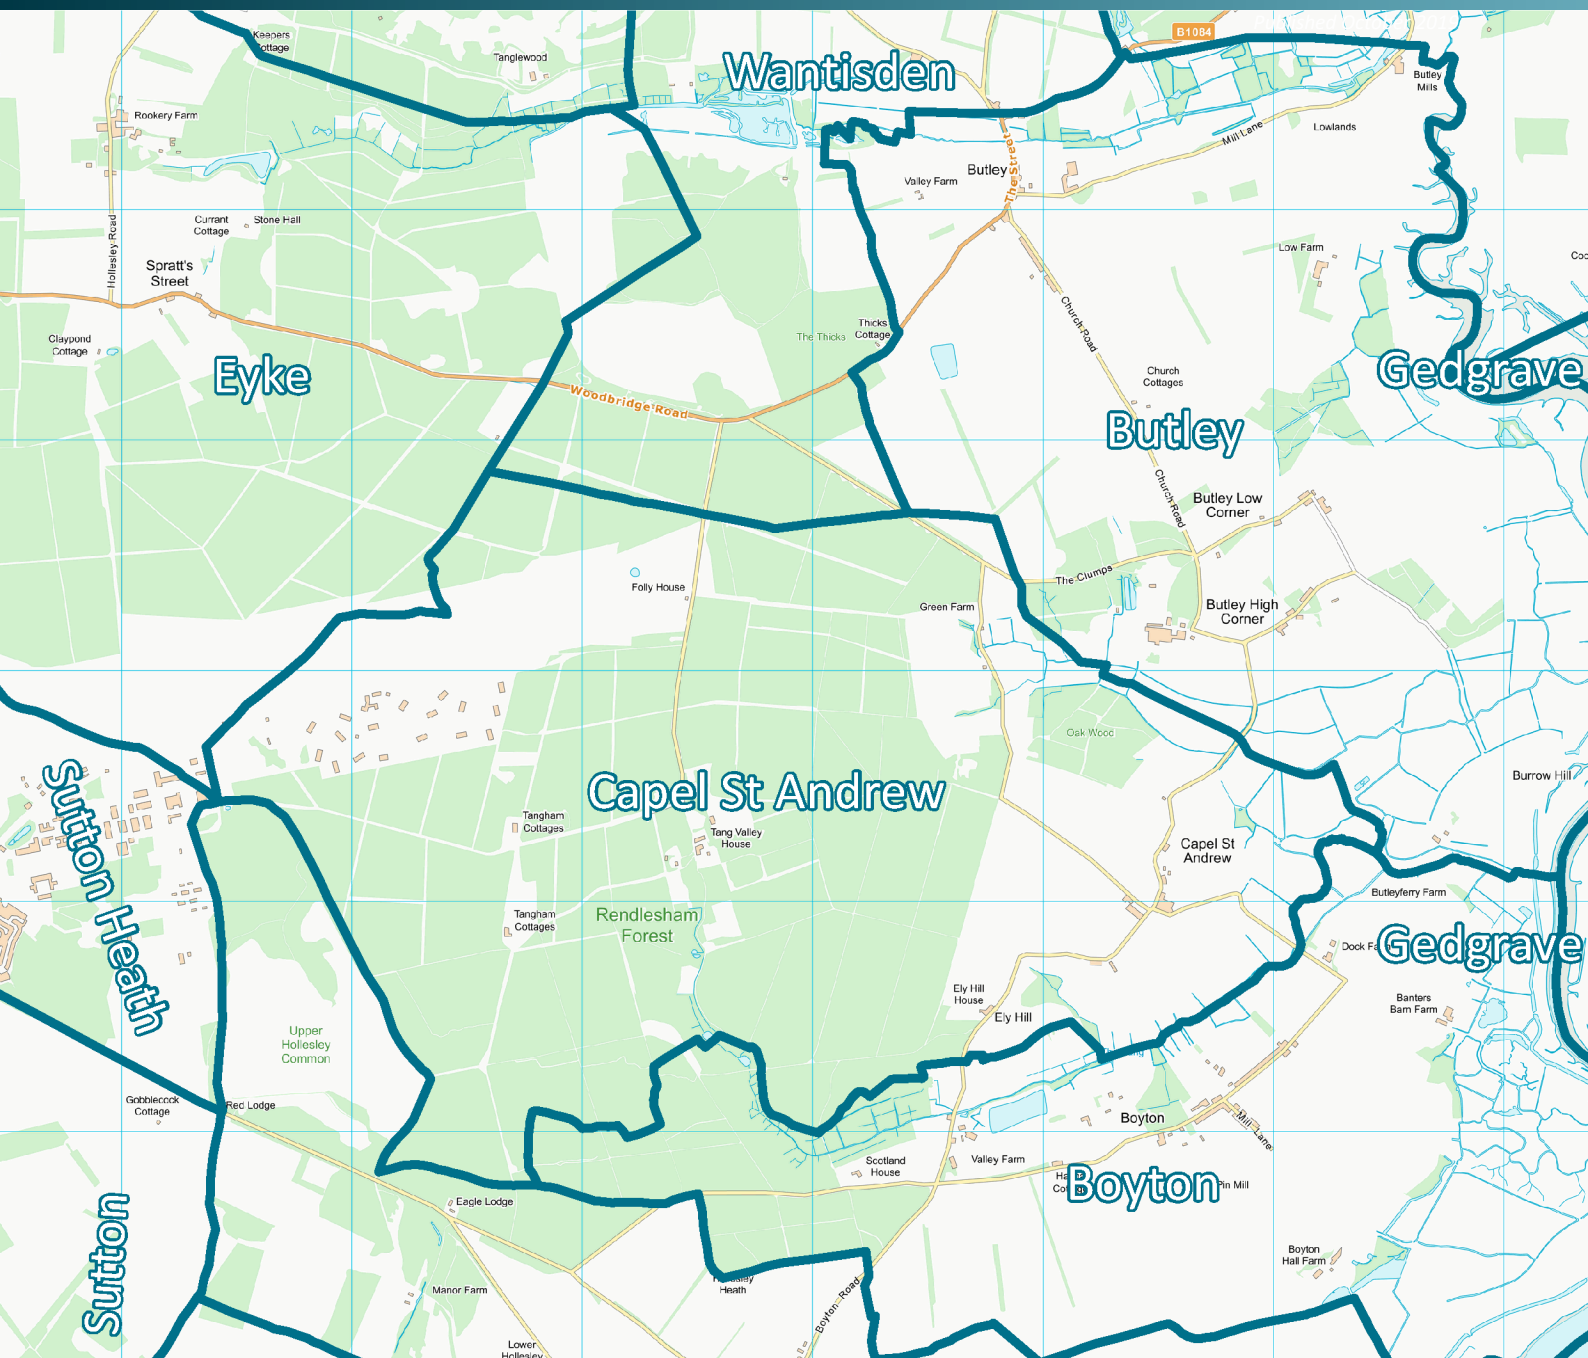 Keepers
Cottage
Tanglewood
Wantisden
B1084
Butley
Mills
Rookery Farm
Lowlands
Mill Lane
The Street
Butley
Valley Farm
Hollesley Road
Currant
Cottage
Stone Hall
Low Farm
Spratt's
Street
Church Road
Thicks
Cottage
The Thicks
Claypond
Cottage
Eyke
Woodbridge Road
Church
Cottages
Gedgrave
Butley
Church Road
Butley Low
Corner
The Clumps
Folly House
Green Farm
Butley High
Corner
Oak Wood
Sutton Heath
Capel St Andrew
Burrow Hill
Tangham
Cottages
Tang Valley
House
Capel St
Andrew
Butleyferry Farm
Tangham
Cottages
Rendlesham
Forest
Gedgrave
Ely Hill
House
Ely Hill
Banters
Barn Farm
Upper
Hollesley
Common
Gobblecock
Cottage
Red Lodge
Boyton
Mill Lane
Scotland
House
Valley Farm
Boyton
Pin Mill
Eagle Lodge
Sutton
Boyton
Hall Farm
Manor Farm
Heath
Boyton Road
Lower
Hollesley